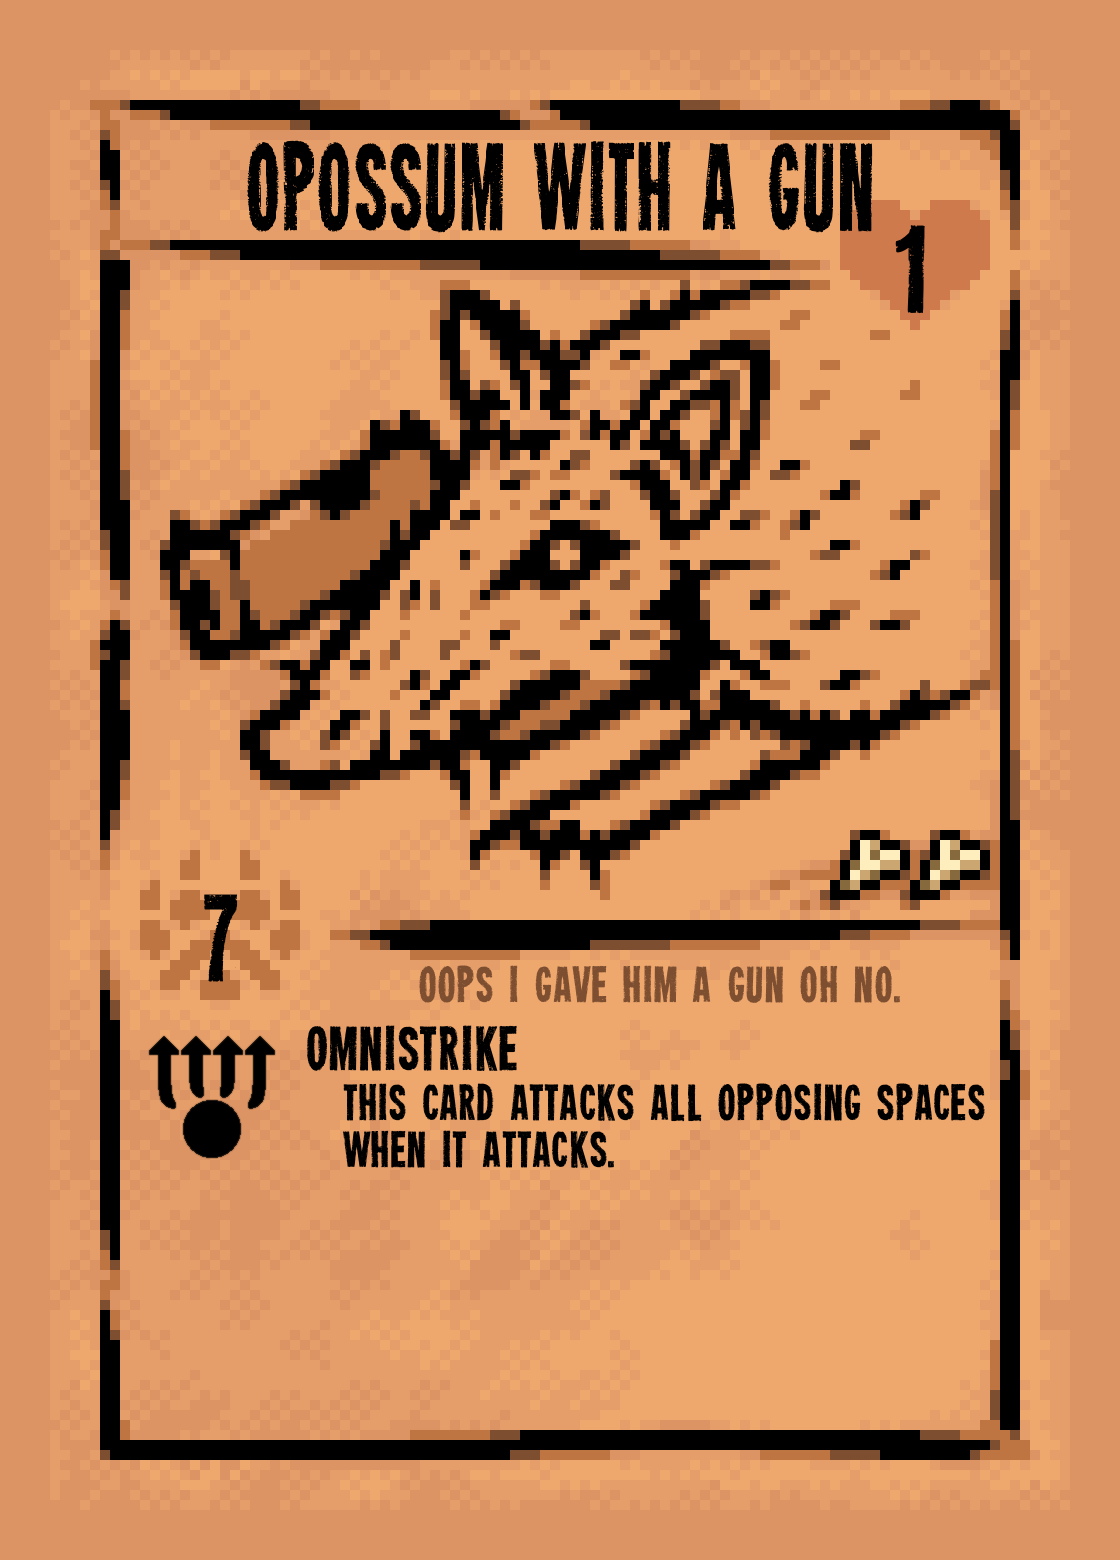 OPOSSUM WITH A GUN
1
7
OOPS I GAVE HIM A GUN OH NO.
OMNISTRIKE
THIS CARD ATTACKS ALL OPPOSING SPACES
WHEN IT ATTACKS.